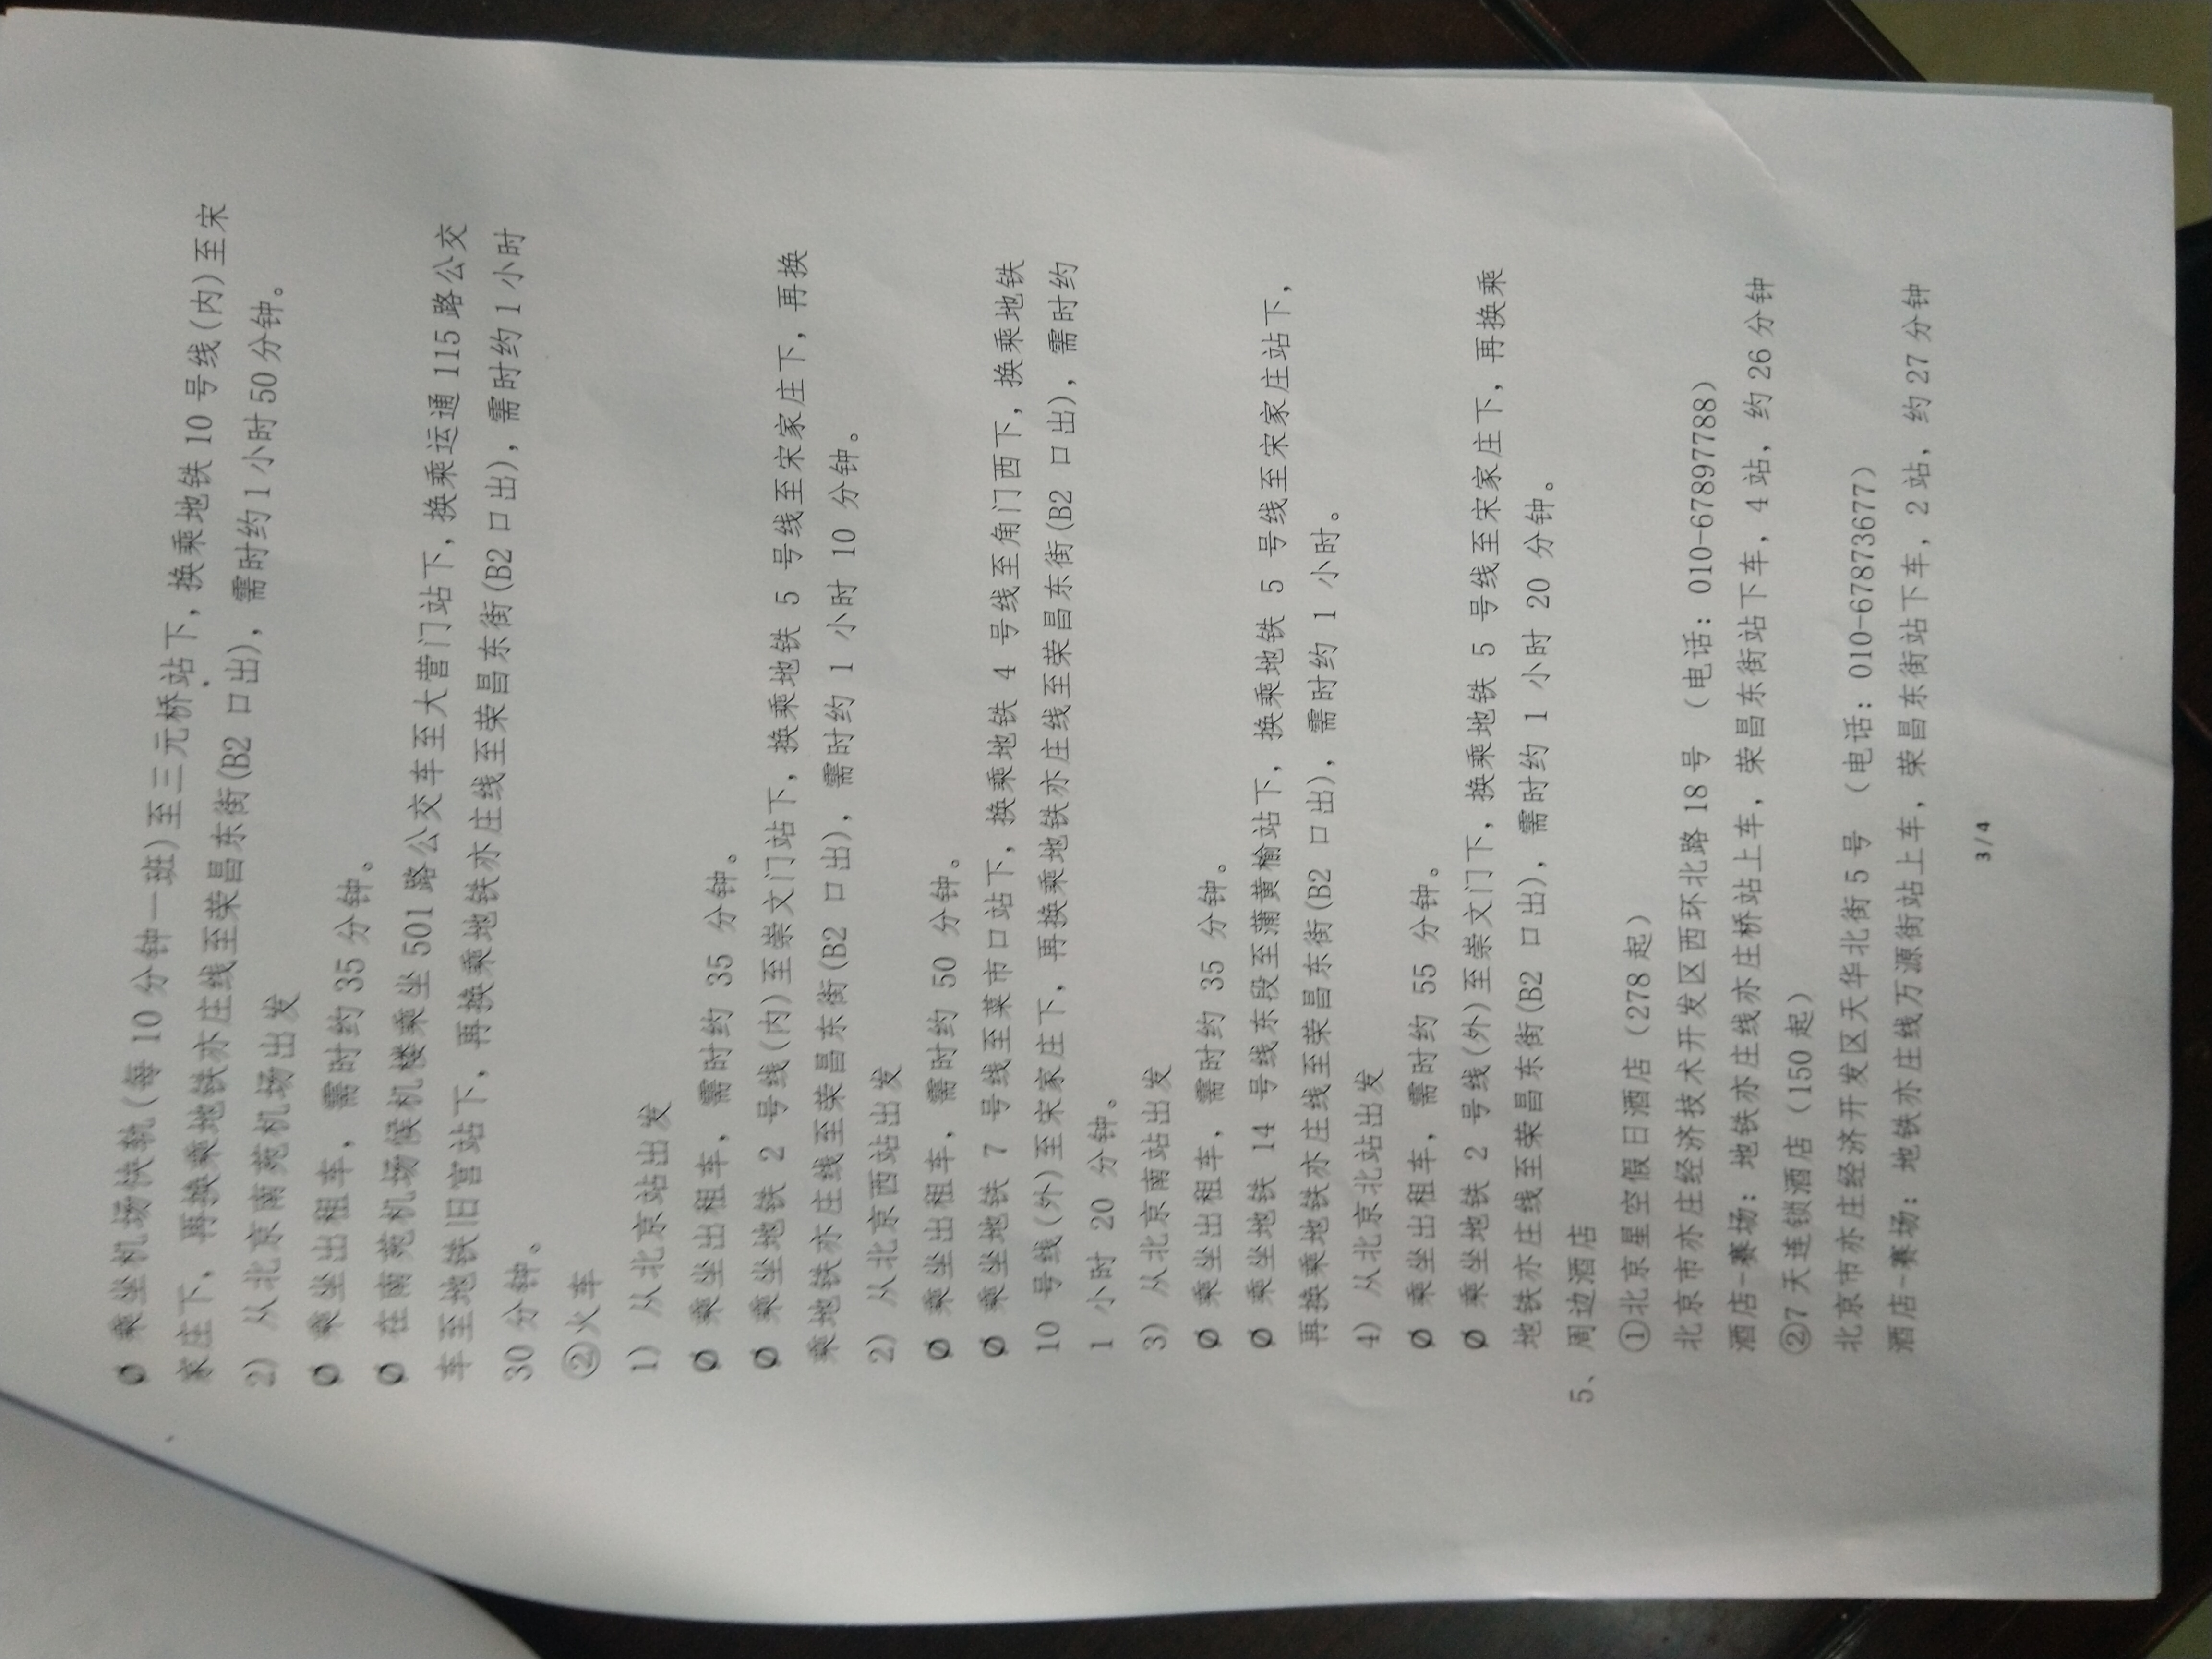 Ø 乘坐机场快轨(每 10 分钟一班)至三元桥站下，换乘地铁 10 号线(内)至宋
家庄下，再换乘地铁亦庄线至荣昌东街(B2 口出)，需时约 1 小时 50 分钟。
2) 从北京南苑机场出发
Ø 乘坐出租车，需时约 35 分钟。
Ø 在南苑机场候机楼乘坐 501 路公交车至大营门站下，换乘运通 115 路公交
车至地铁旧宫站下，再换乘地铁亦庄线至荣昌东街(B2 口出)，需时约 1 小时
30 分钟。
②火车
1) 从北京站出发
Ø 乘坐出租车，需时约 35 分钟。
Ø 乘坐地铁 2 号线(内)至崇文门站下，换乘地铁 5 号线至宋家庄下，再换
乘地铁亦庄线至荣昌东街(B2 口出)，需时约 1 小时 10 分钟。
2) 从北京西站出发
Ø 乘坐出租车，需时约 50 分钟。
Ø 乘坐地铁 7 号线至菜市口站下，换乘地铁 4 号线至角门西下，换乘地铁
10 号线(外)至宋家庄下，再换乘地铁亦庄线至荣昌东街(B2 口出)，需时约
1 小时 20 分钟。
3) 从北京南站出发
Ø 乘坐出租车，需时约 35 分钟。
Ø 乘坐地铁 14 号线东段至蒲黄榆站下，换乘地铁 5 号线至宋家庄站下，
再换乘地铁亦庄线至荣昌东街(B2 口出)，需时约 1 小时。
4) 从北京北站出发
Ø 乘坐出租车，需时约 55 分钟。
Ø 乘坐地铁 2 号线(外)至崇文门下，换乘地铁 5 号线至宋家庄下，再换乘
地铁亦庄线至荣昌东街(B2 口出)，需时约 1 小时 20 分钟。
5、周边酒店
①北京星空假日酒店（278 起）
北京市亦庄经济技术开发区西环北路 18 号（电话：010-67897788）
酒店-赛场：地铁亦庄线亦庄桥站上车，荣昌东街站下车，4 站，约 26 分钟
②7 天连锁酒店（150 起）
北京市亦庄经济开发区天华北街 5 号（电话：010-67873677）
酒店-赛场：地铁亦庄线万源街站上车，荣昌东街站下车，2 站，约 27 分钟
3/4